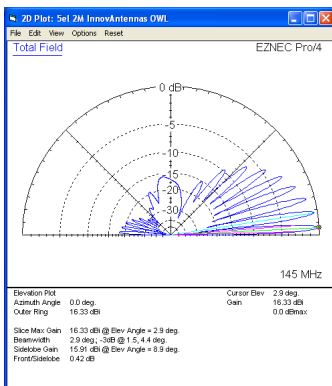 2D Plot: 5el 2M InnovAntennas OWL
File Edit View Options Reset
Total Field EZNEC Pro/4
0 dB
-5
-10
-15
-20
-30
145 MHz
Elevation Plot Cursor Elev 2.9 deg.
Azimuth Angle 0.0 deg. Gain 16.33 dBi
Outer Ring 16.33 dBi 0.0 dBmax
Slice Max Gain 16.33 dBi @ Elev Angle = 2.9 deg.
Beamwidth 2.9 deg.; -3dB @ 1.5, 4.4 deg.
Sidelobe Gain 15.91 dBi @ Elev Angle = 8.9 deg.
Front/Sidelobe 0.42 dB